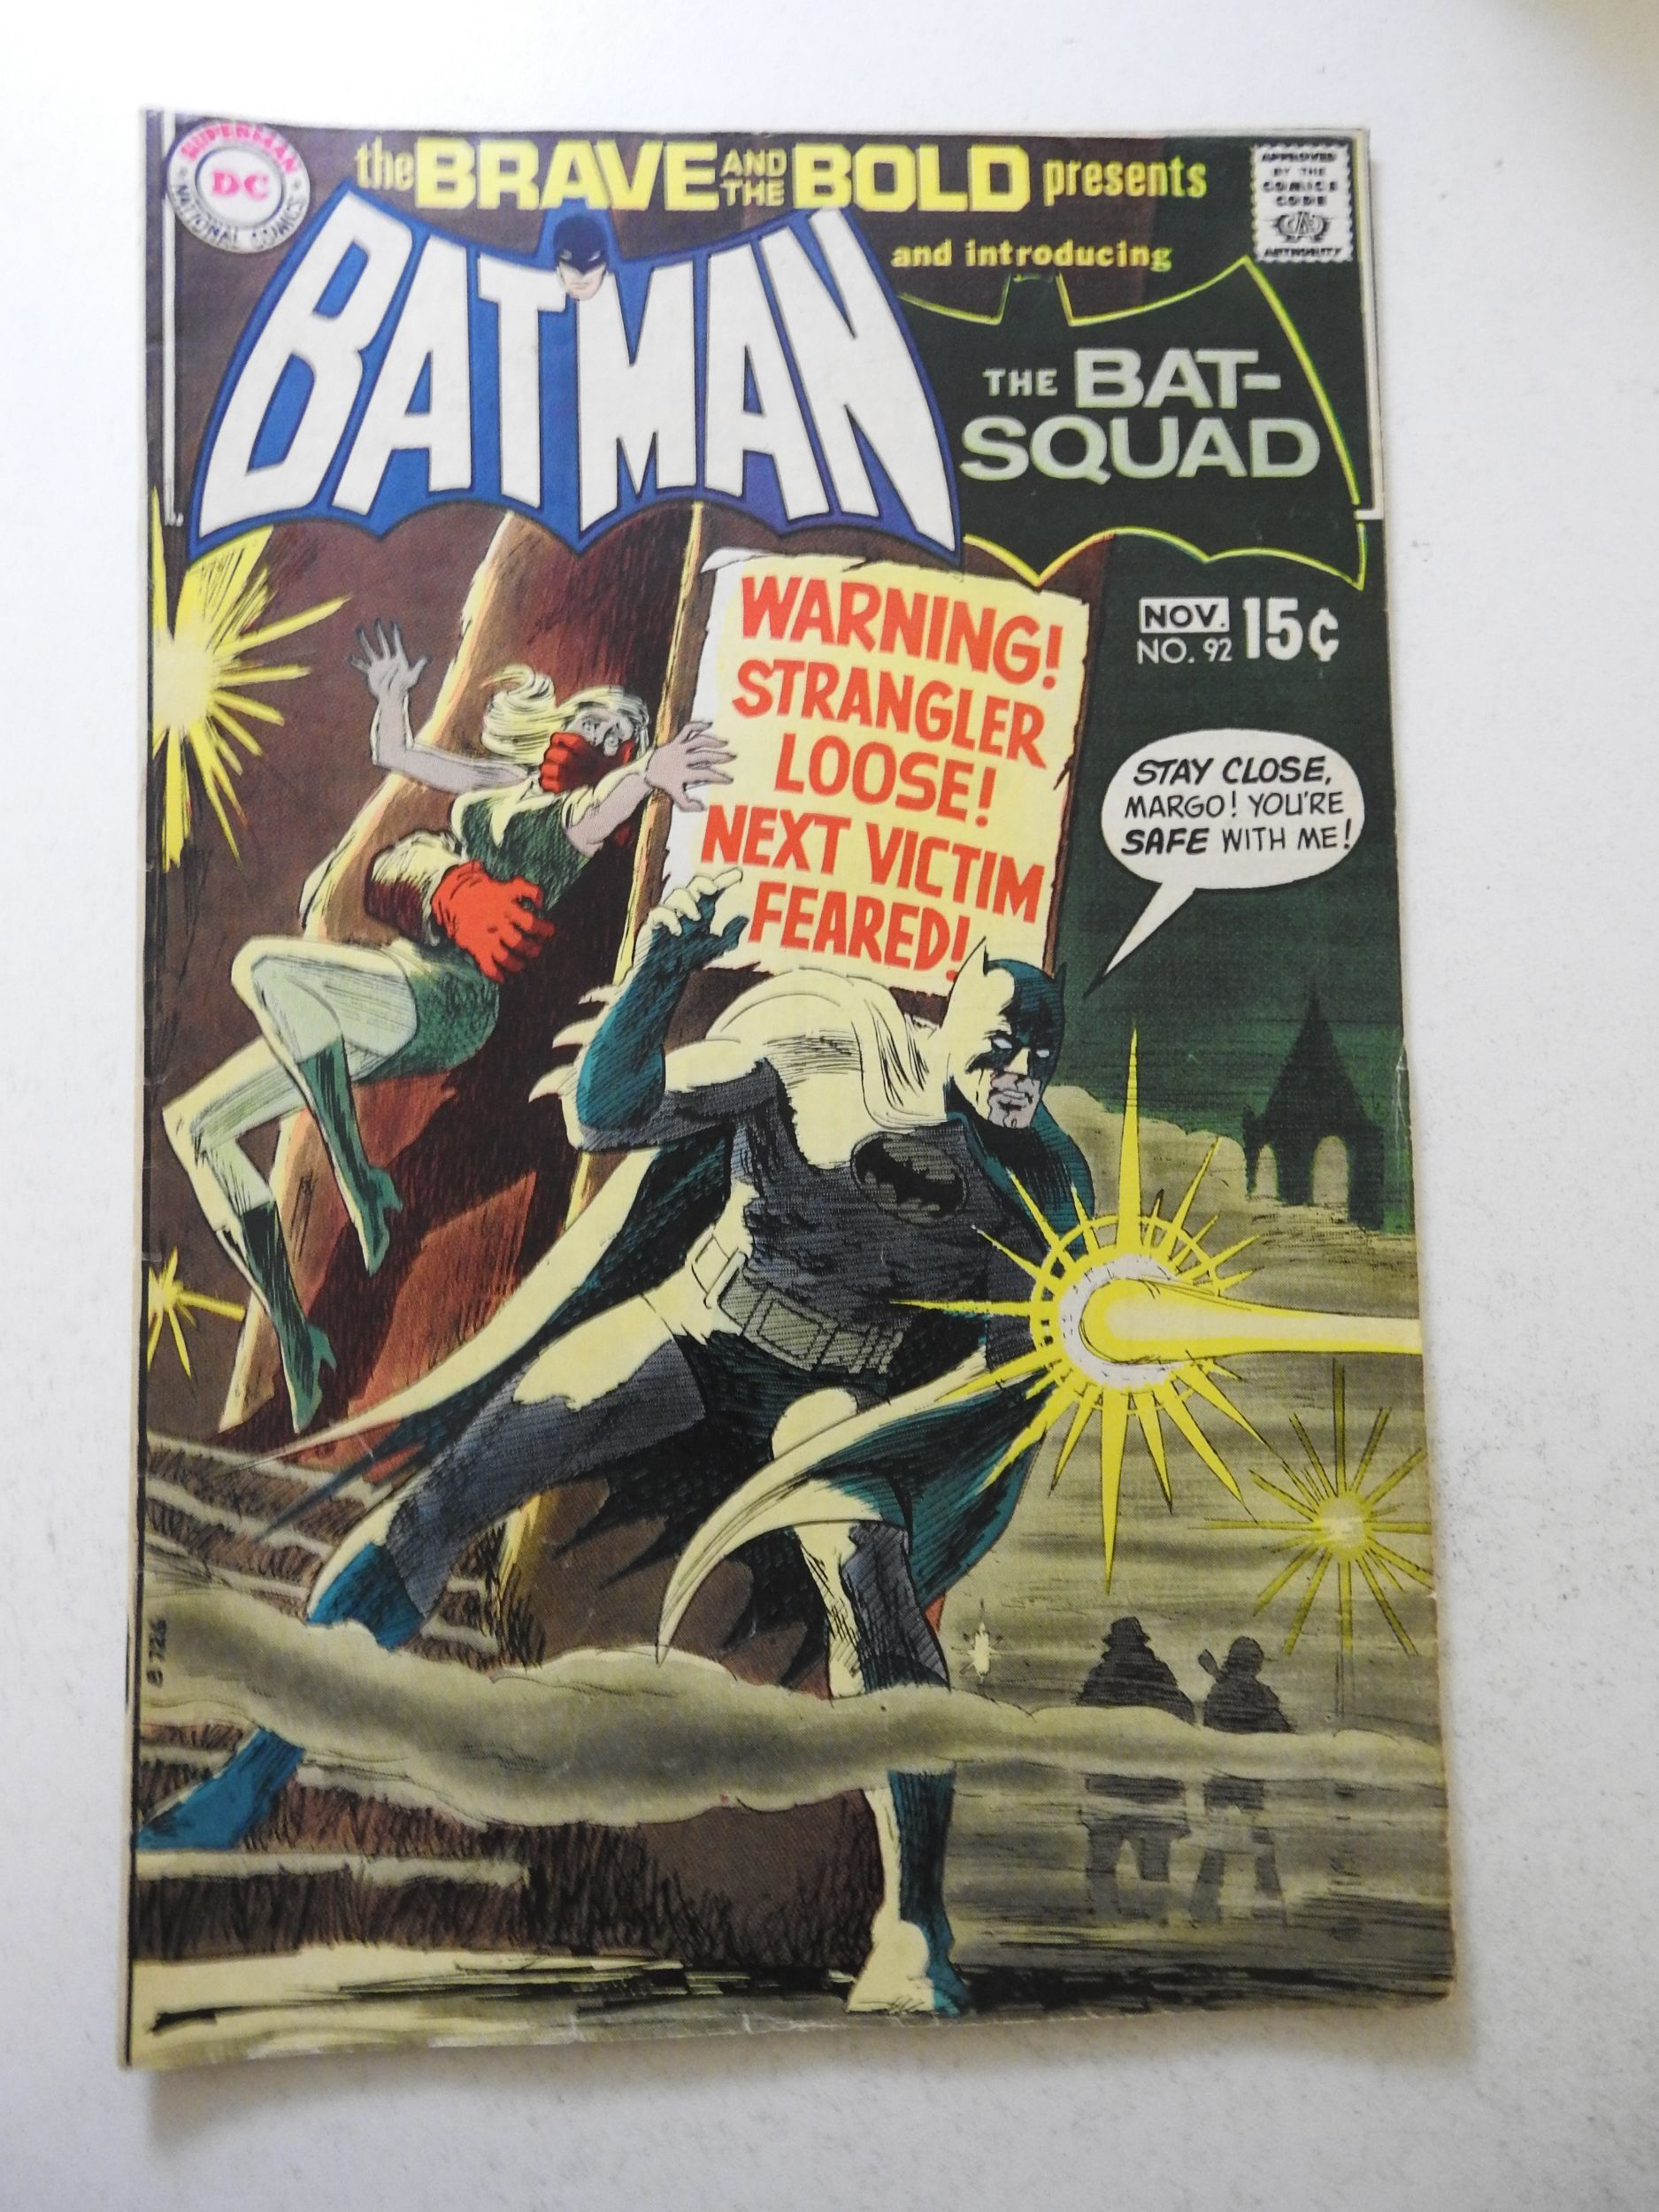 SUPERMAN
DC
NATIONAL COMICS
the BRAVE AND THE BOLD presents
APPROVED
BY THE
COMICS
CODE
AUTHORITY
BATMAN
and introducing
THE BAT-
SQUAD
NOV.
NO. 92
15¢
WARNING!
STRANGLER
LOOSE!
NEXT VICTIM
FEARED!
STAY CLOSE,
MARGO! YOU'RE
SAFE WITH ME!